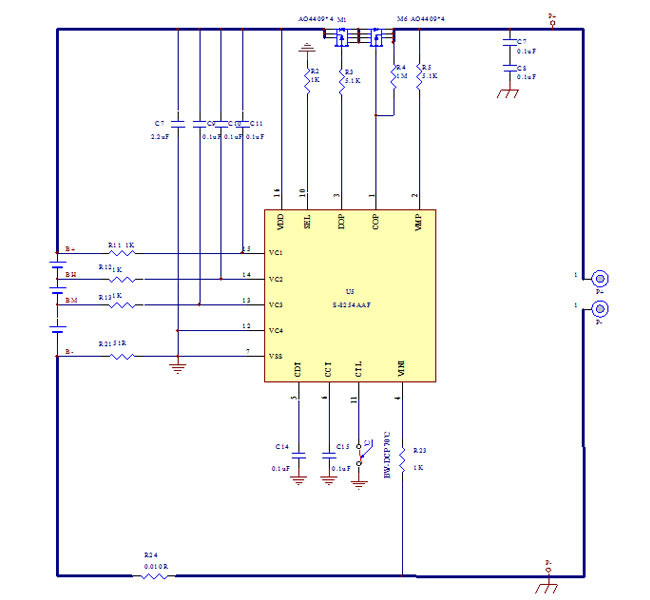 P+
AO4409*4 M1
M6 AO4409*4
C7
0.1uF
C8
0.1uF
R2
1K
R3
5.1K
R4
1M
R5
5.1K
C7
2.2uF
C9
0.1uF
C10
0.1uF
C11
0.1uF
14
10
3
1
2
VDD
SEL
DOP
COP
VMP
B+
R11 1K
15
VC1
BH
R12 1K
14
VC2
BM
R13 1K
13
VC3
12
VC4
B-
R21 51R
7
VSS
U5
S-8254AAF
1
P+
1
P-
CDT
CCT
CTL
VINI
5
6
11
4
C14
0.1uF
C15
0.1uF
BW-DCP70℃
R23
1K
R24
0.010R
P-